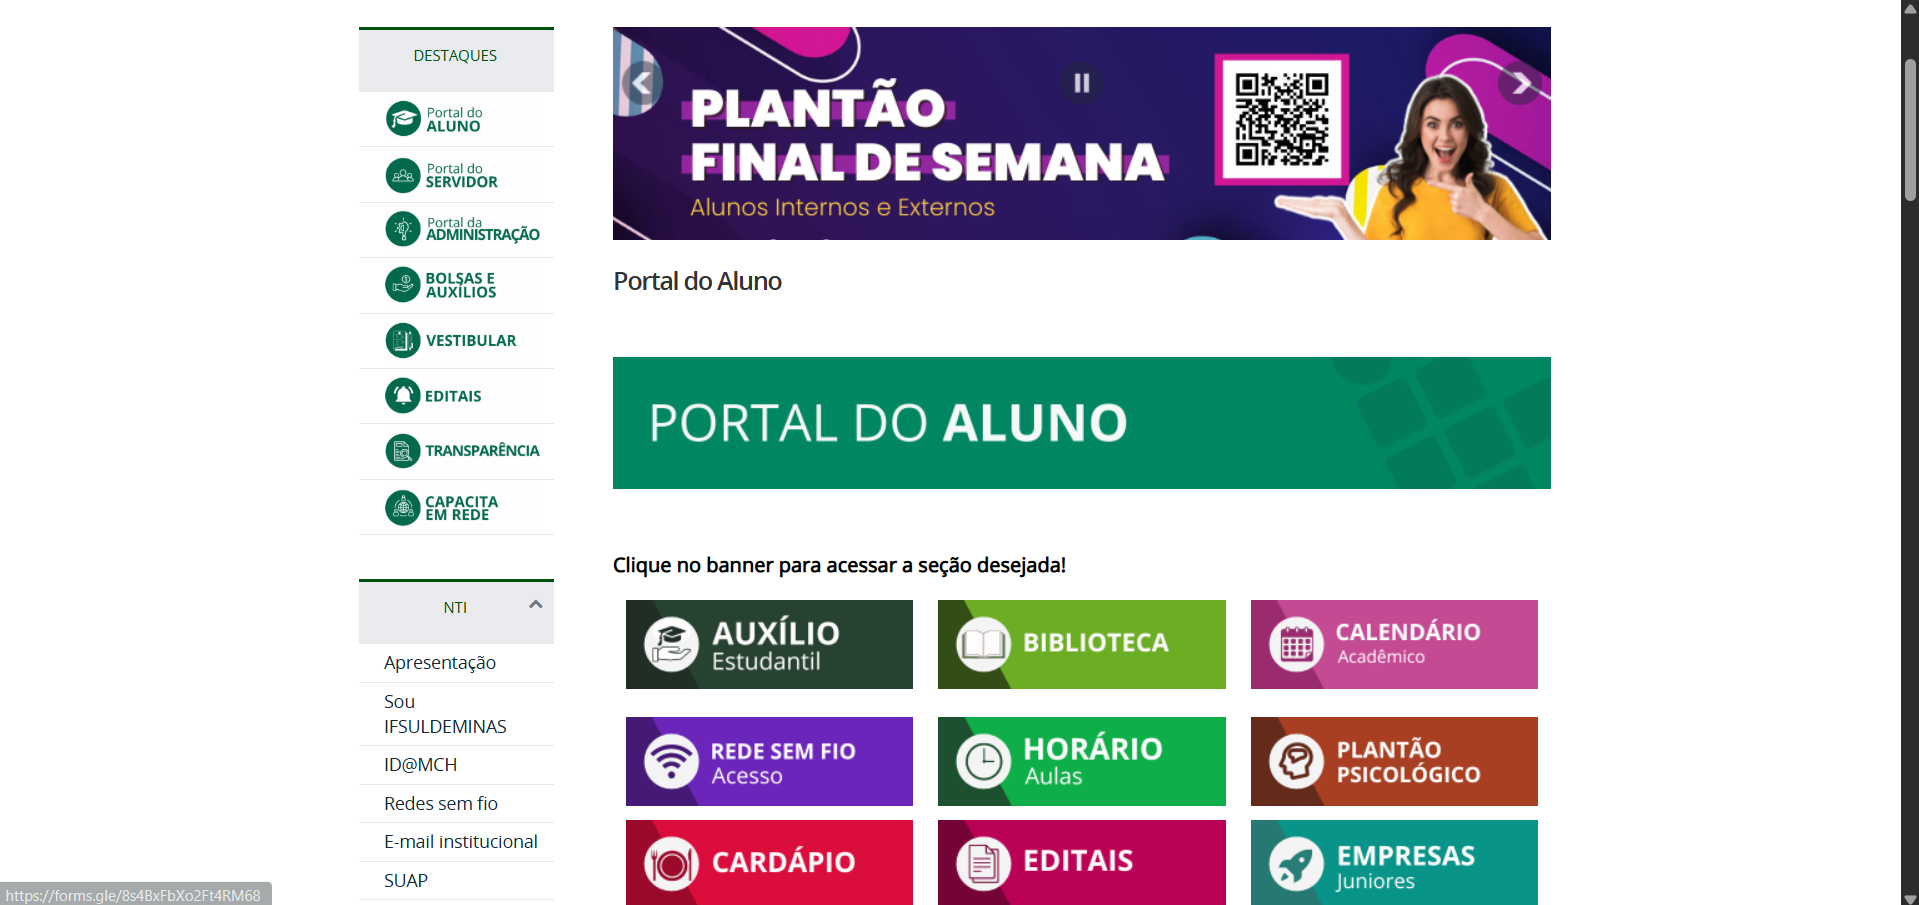 DESTAQUES
Portal do
ALUNO
Portal do
SERVIDOR
Portal da
ADMINISTRAÇÃO
BOLSAS E
AUXÍLIOS
VESTIBULAR
EDITAIS
TRANSPARÊNCIA
CAPACITA
EM REDE
NTI
Apresentação
Sou
IFSULDEMINAS
ID@MCH
Redes sem fio
E-mail institucional
SUAP
PLANTÃO
FINAL DE SEMANA
Alunos Internos e Externos
Portal do Aluno
PORTAL DO ALUNO
Clique no banner para acessar a seção desejada!
AUXÍLIO
Estudantil
BIBLIOTECA
CALENDÁRIO
Acadêmico
REDE SEM FIO
Acesso
HORÁRIO
Aulas
PLANTÃO
PSICOLÓGICO
CARDÁPIO
EDITAIS
EMPRESAS
Juniores
https://forms.gle/8s4BxFbXo2Ft4RM68